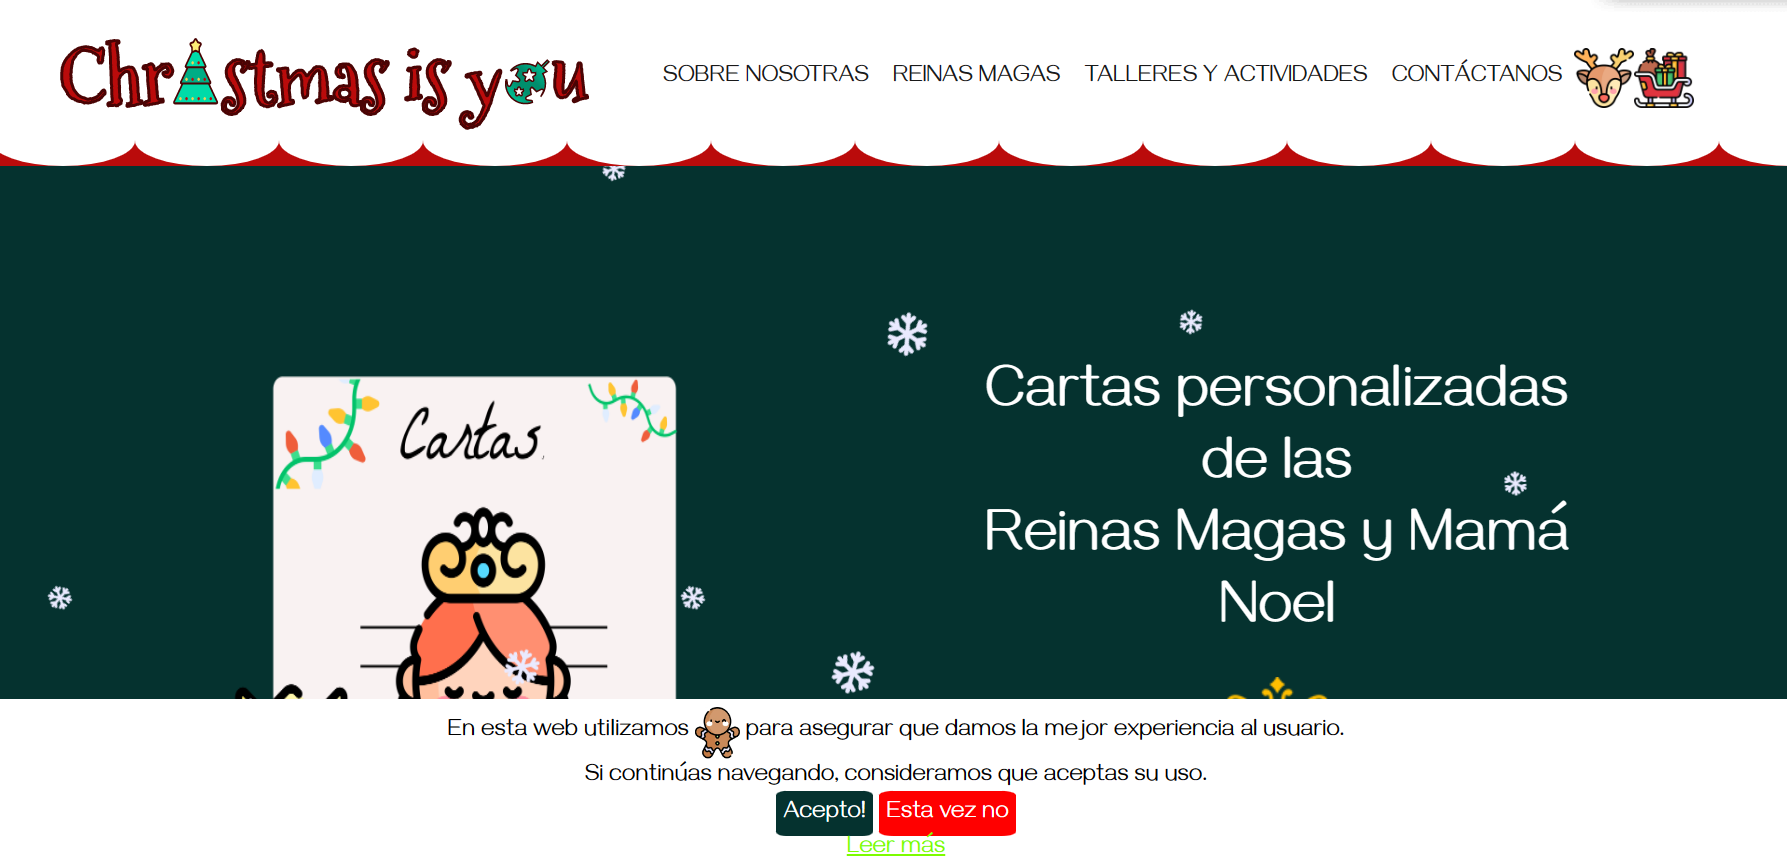 Christmas is you
SOBRE NOSOTRAS REINAS MAGAS TALLERES Y ACTIVIDADES CONTÁCTANOS
Cartas
Cartas personalizadas
de las
Reinas Magas y Mamá
Noel
En esta web utilizamos para asegurar que damos la mejor experiencia al usuario.
Si continúas navegando, consideramos que aceptas su uso.
Acepto! Esta vez no
Leer más